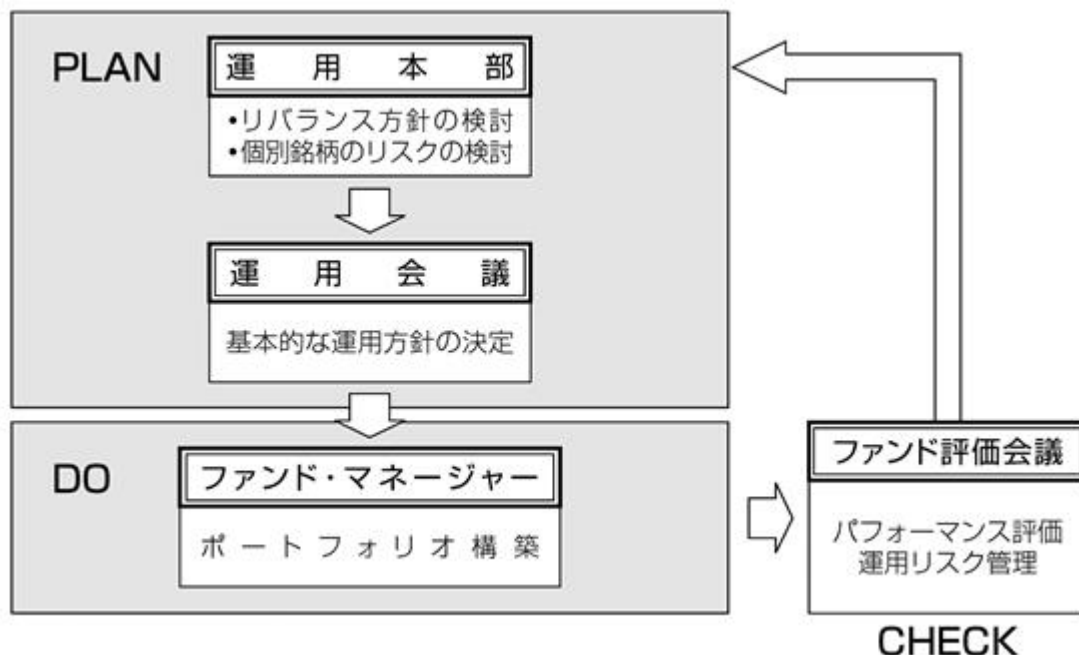 PLAN
運用本部
•リバランス方針の検討
•個別銘柄のリスクの検討
運用会議
基本的な運用方針の決定
DO
ファンド・マネージャー
ポートフォリオ構築
ファンド評価会議
パフォーマンス評価
運用リスク管理
CHECK